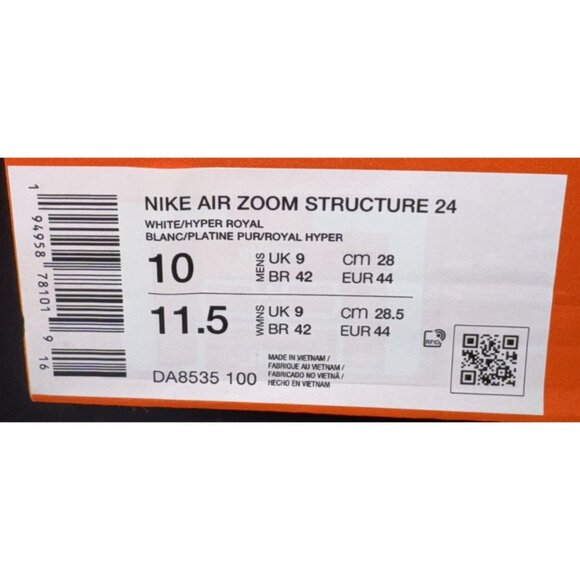 NIKE AIR ZOOM STRUCTURE 24
WHITE/HYPER ROYAL
BLANC/PLATINE PUR/ROYAL HYPER
10 MENS UK 9 cm 28
BR 42 EUR 44
11.5 WMNS UK 9 cm 28.5
BR 42 EUR 44
MADE IN VIETNAM /
FABRIQUE AU VIETNAM /
FABRICADO NO VIETNÃ /
HECHO EN VIETNAM
DA8535 100
RFID
1 94958 78101 9 16